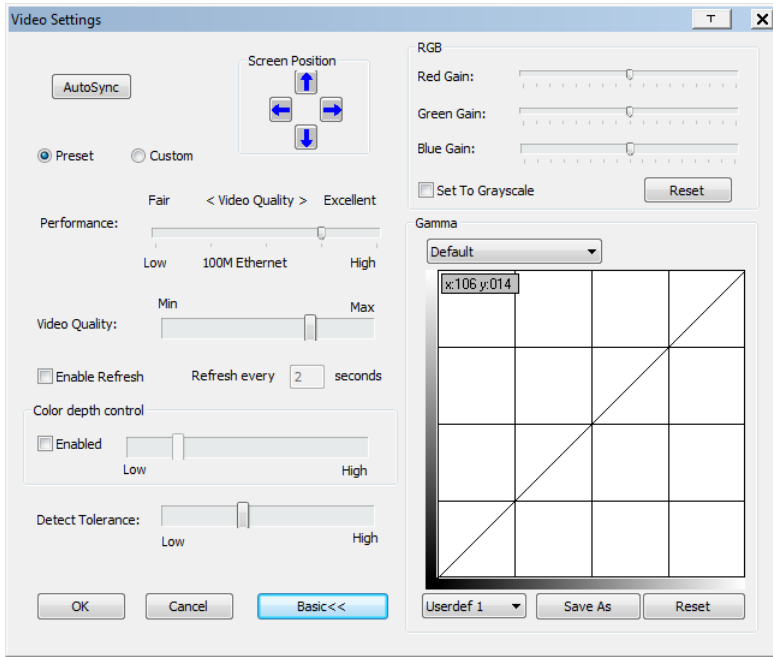 Video Settings
T
X
AutoSync
Screen Position
Preset
Custom
Fair < Video Quality > Excellent
Performance:
Low 100M Ethernet High
Min Max
Video Quality:
Enable Refresh Refresh every 2 seconds
Color depth control
Enabled
Low High
Detect Tolerance:
Low High
OK
Cancel
Basic<<
RGB
Red Gain:
Green Gain:
Blue Gain:
Set To Grayscale
Reset
Gamma
Default
x:106 y:014
Userdef 1
Save As
Reset